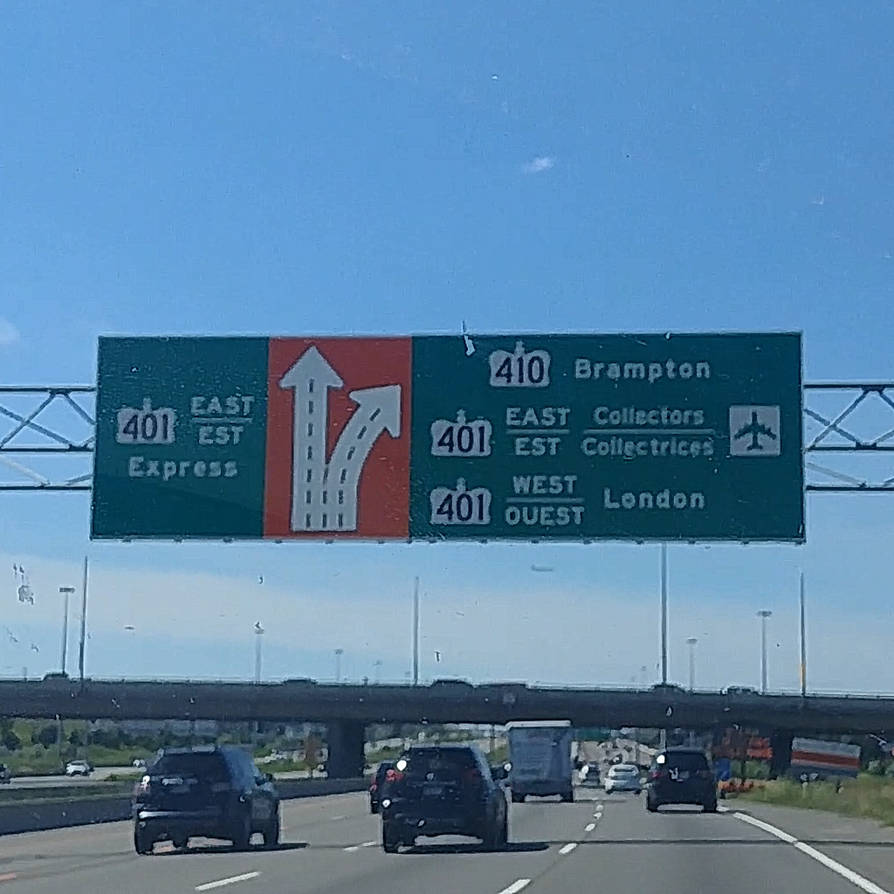 401 EAST
EST
Express
410 Brampton
401 EAST Collectors
EST Collectrices
401 WEST London
OUEST